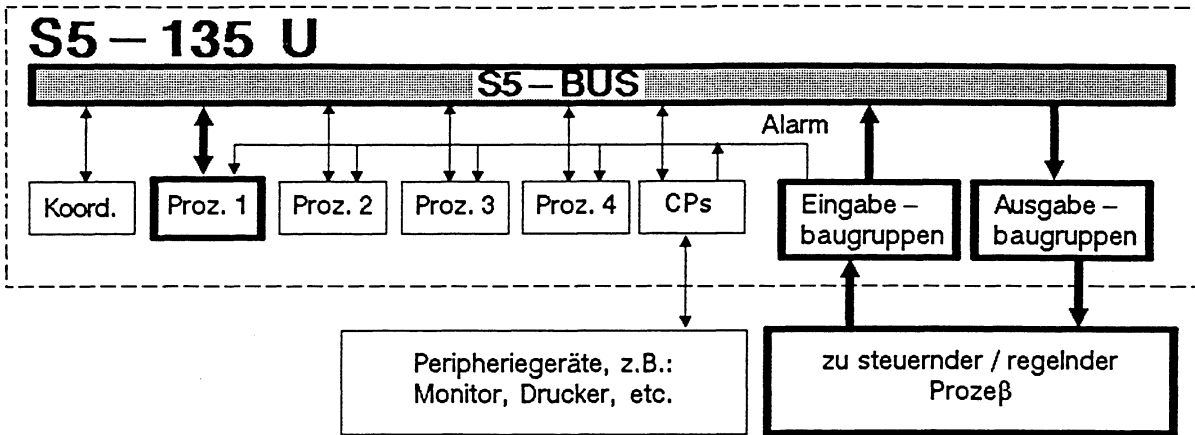 S5 – 135 U
S5 – BUS
Alarm
Koord.
Proz. 1
Proz. 2
Proz. 3
Proz. 4
CPs
Eingabe –
baugruppen
Ausgabe –
baugruppen
Peripheriegeräte, z.B.:
Monitor, Drucker, etc.
zu steuernder / regelnder
Prozeβ